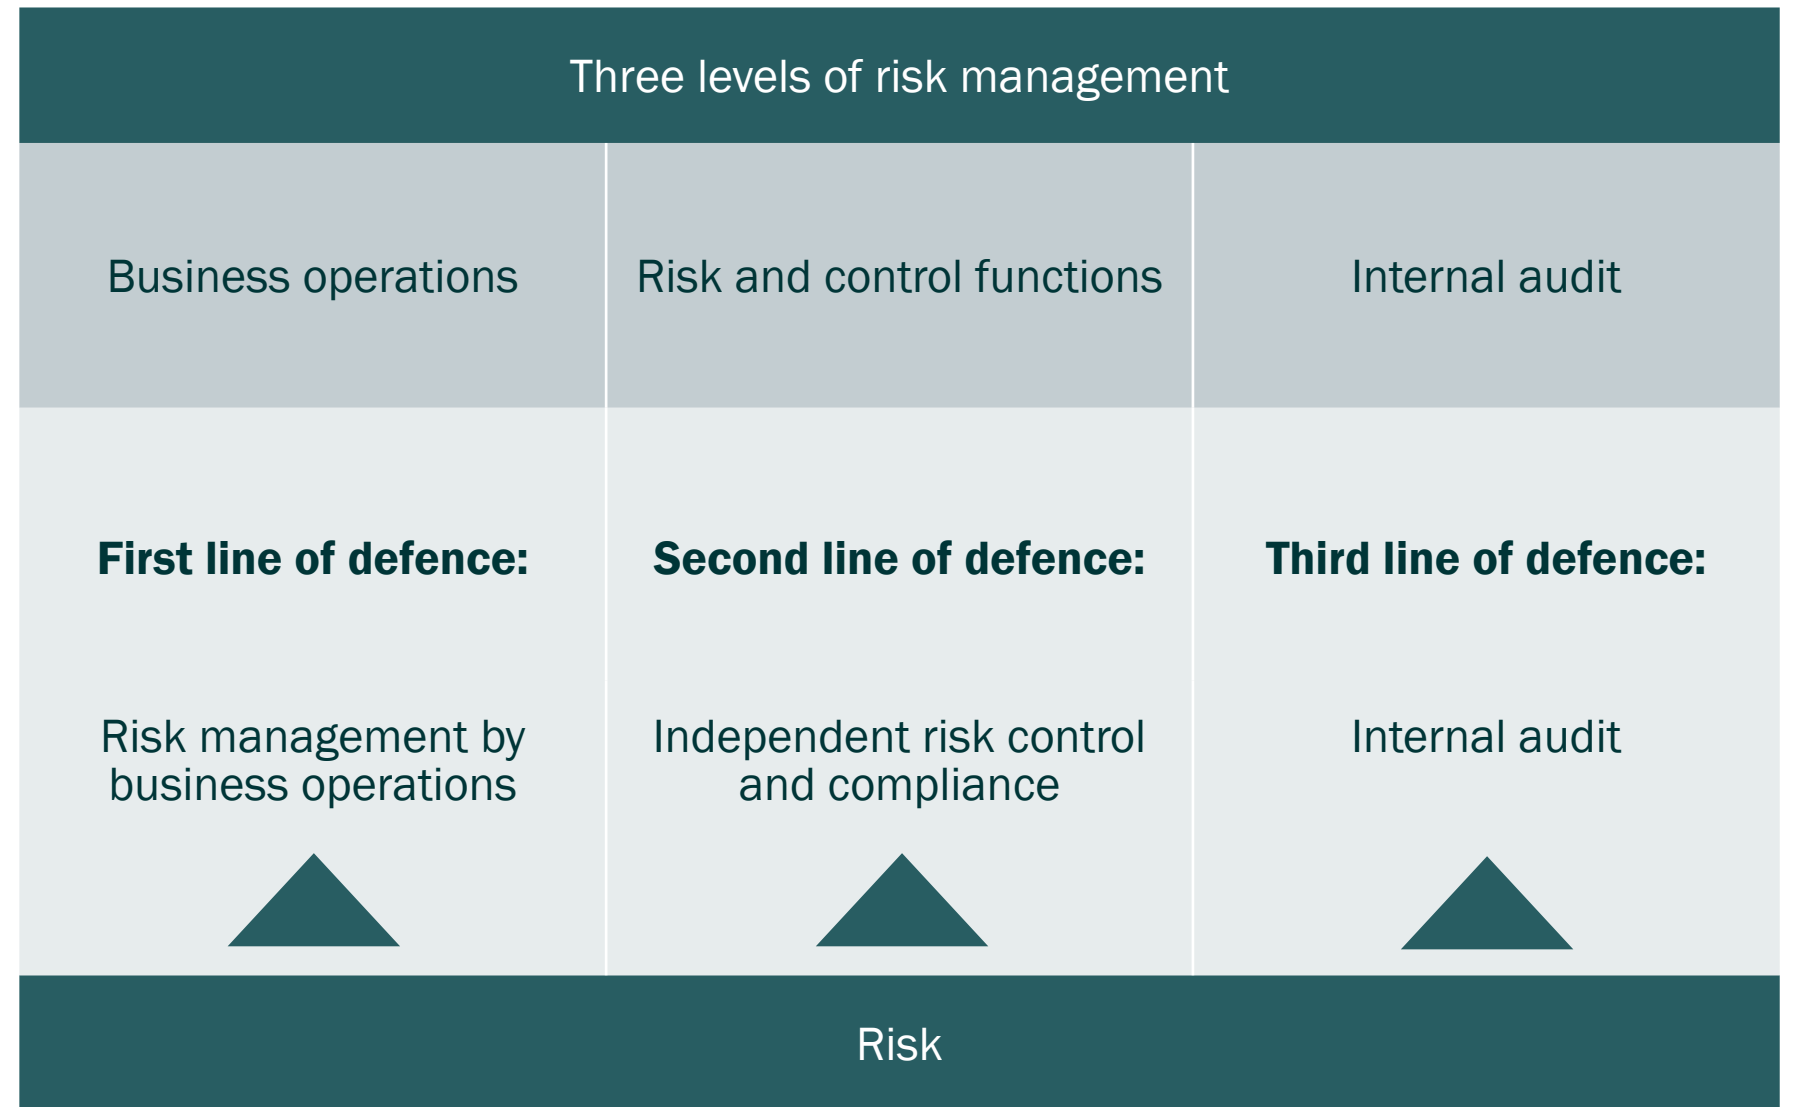 Three levels of risk management
Business operations
Risk and control functions
Internal audit
First line of defence:
Risk management by
business operations
Second line of defence:
Independent risk control
and compliance
Third line of defence:
Internal audit
Risk